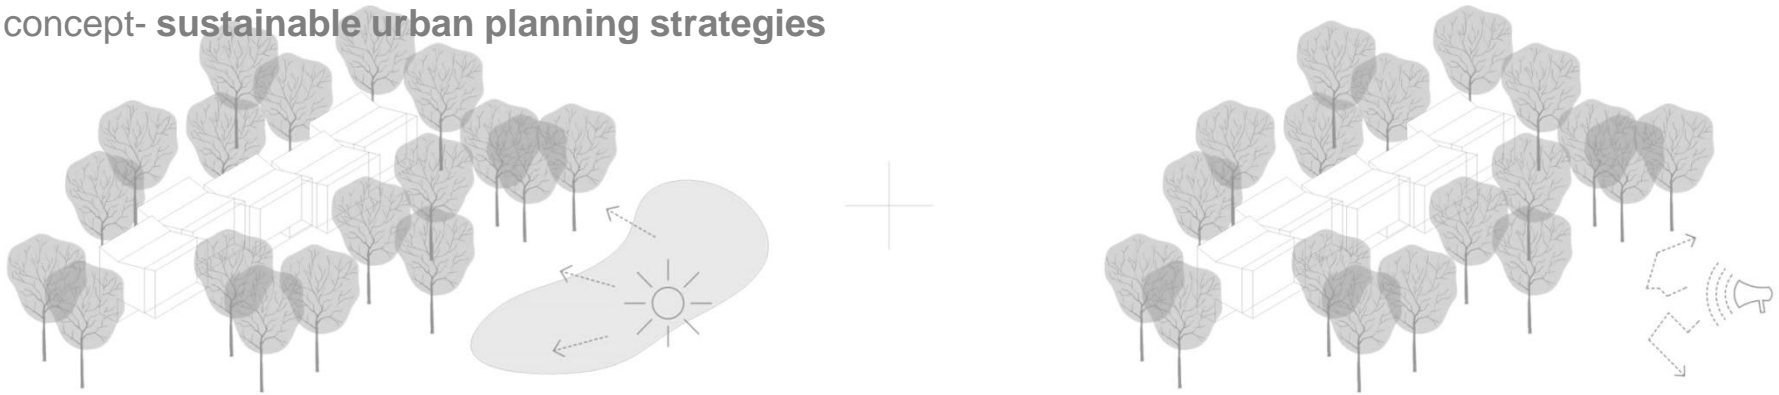 concept- sustainable urban planning strategies